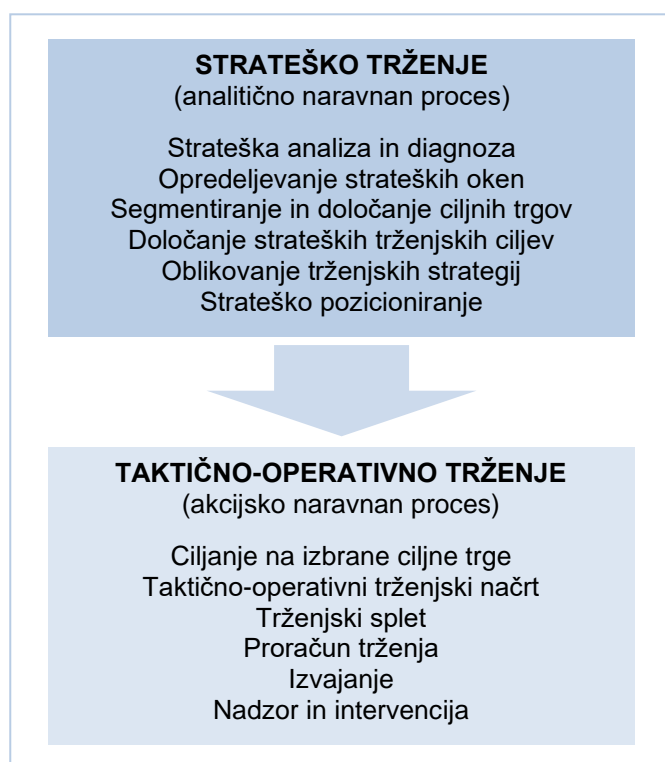 STRATEŠKO TRŽENJE
(analitično naravnan proces)
Strateška analiza in diagnoza
Opredeljevanje strateških oken
Segmentiranje in določanje ciljnih trgov
Določanje strateških trženjskih ciljev
Oblikovanje trženjskih strategij
Strateško pozicioniranje
TAKTIČNO-OPERATIVNO TRŽENJE
(akcijsko naravnan proces)
Ciljanje na izbrane ciljne trge
Taktično-operativni trženjski načrt
Trženjski splet
Proračun trženja
Izvajanje
Nadzor in intervencija